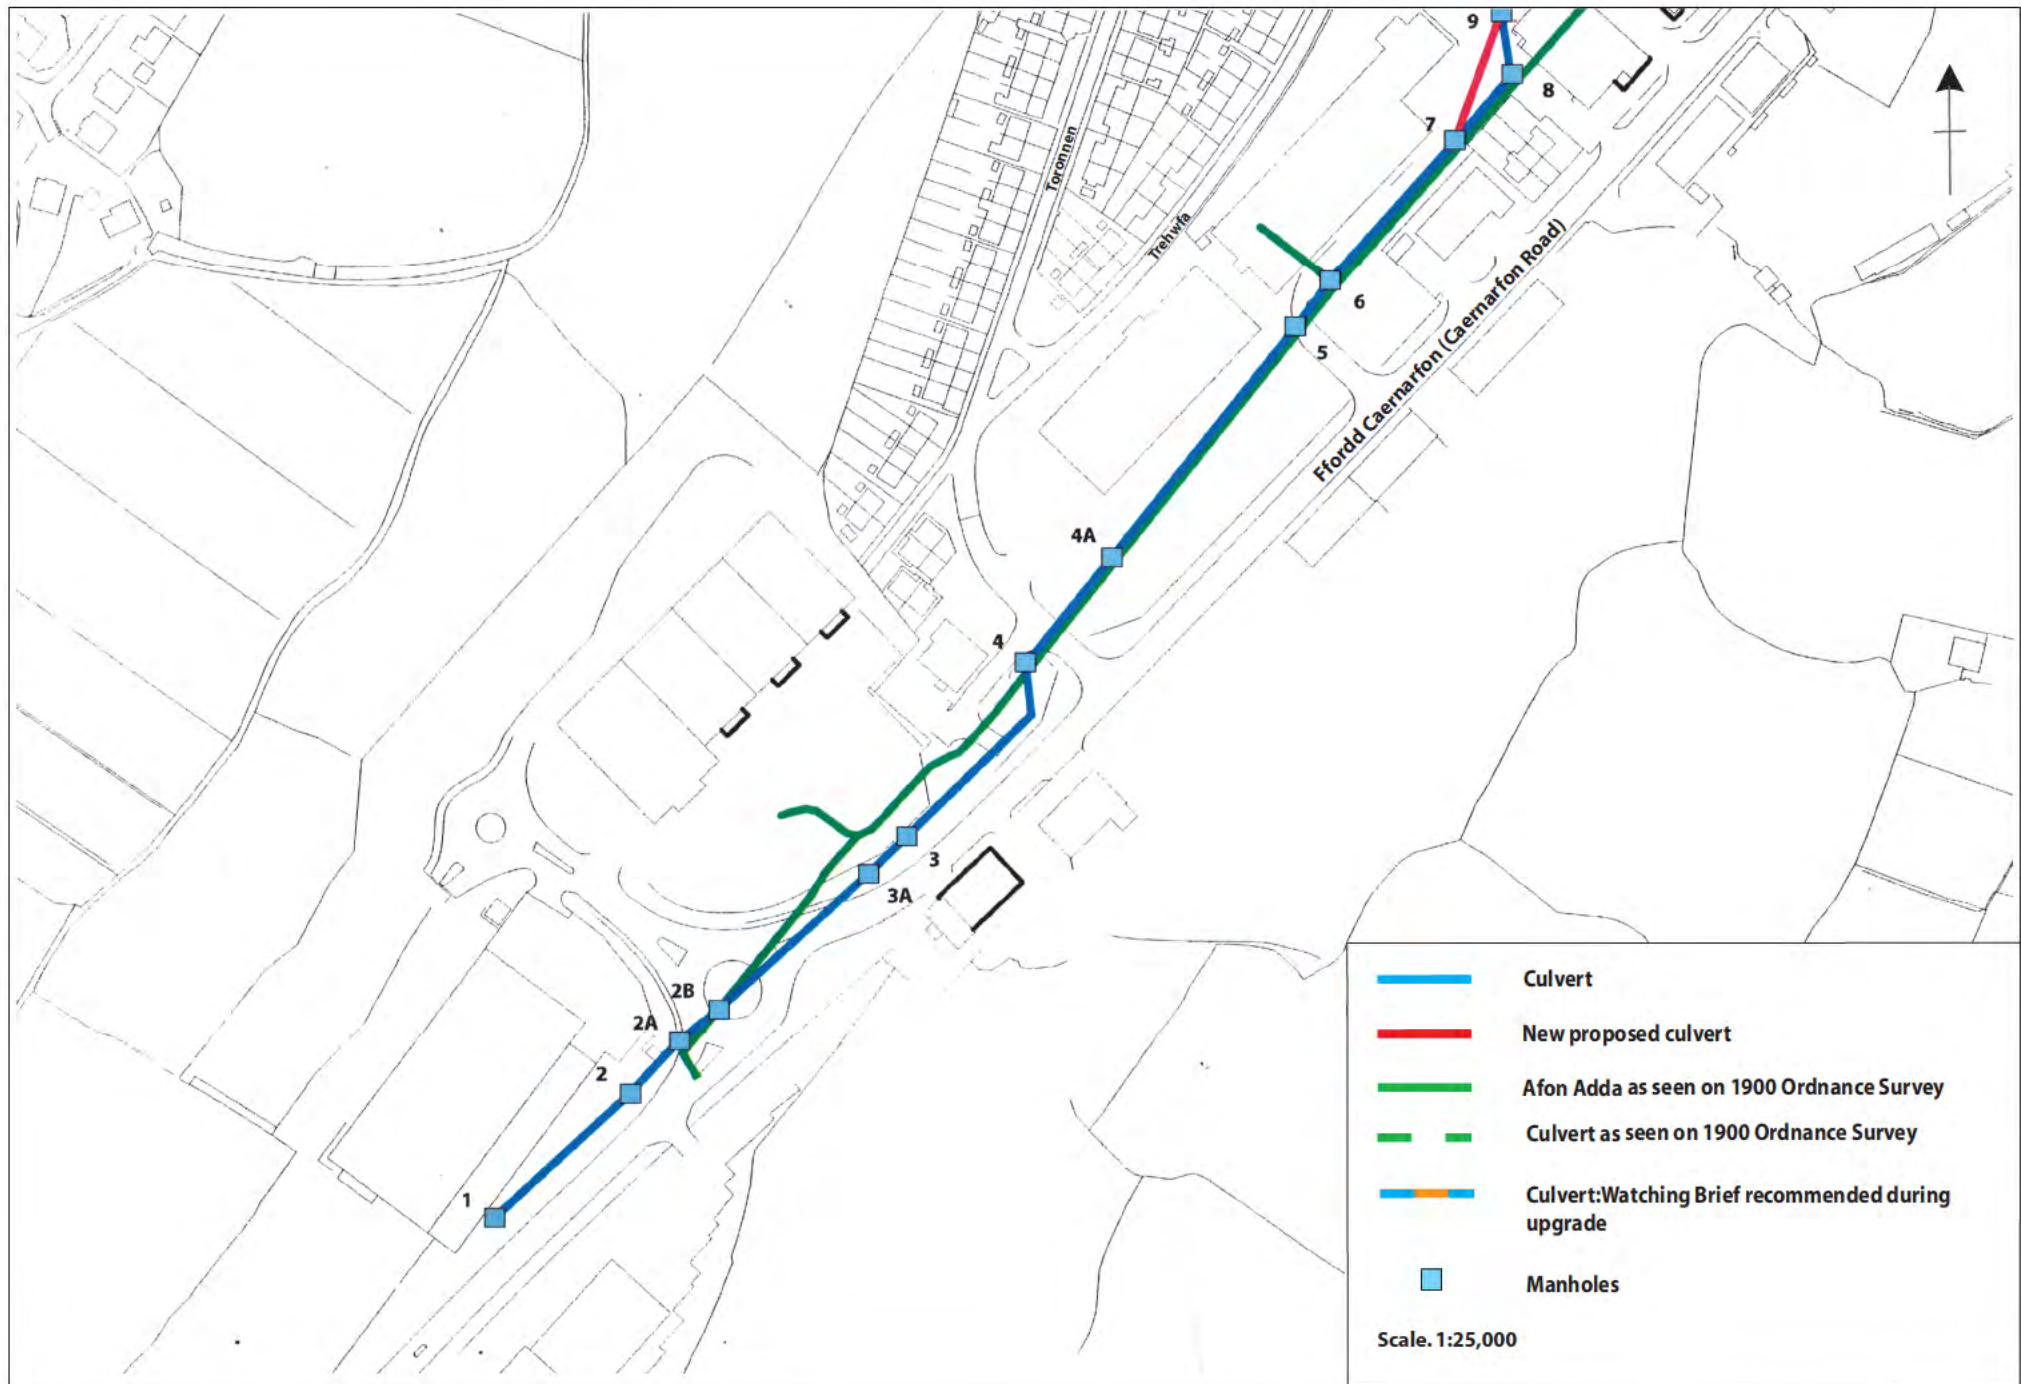 9
8
7
Toronnen
Trehwfa
6
Ffordd Caernarfon (Caernarfon Road)
5
4A
4
3
3A
2B
2A
2
1
Culvert
New proposed culvert
Afon Adda as seen on 1900 Ordnance Survey
Culvert as seen on 1900 Ordnance Survey
Culvert:Watching Brief recommended during
upgrade
Manholes
Scale. 1:25,000